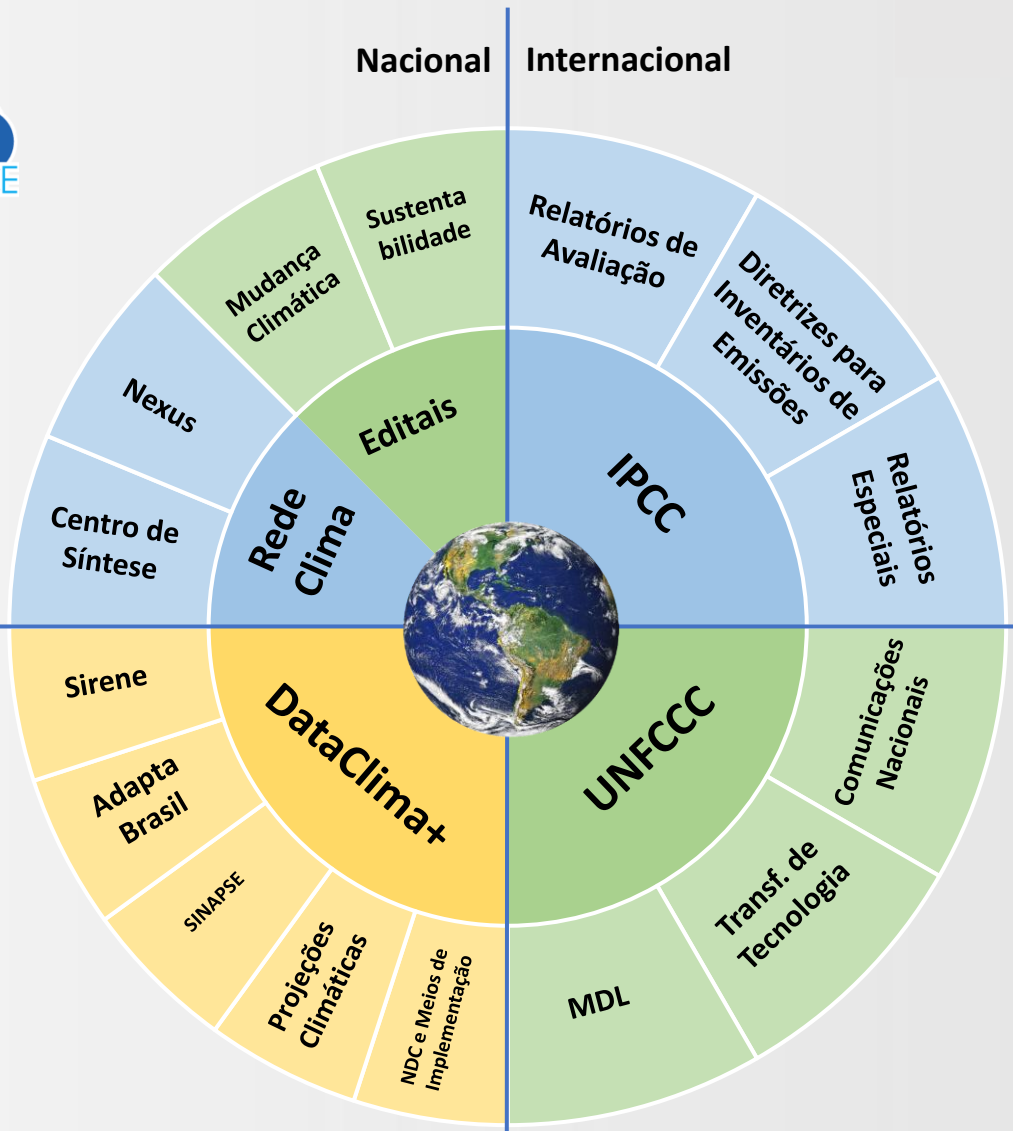 Nacional
Internacional
E
Sustenta
bilidade
Mudança
Climática
Editais
Nexus
Centro de
Síntese
Rede
Clima
Relatórios de
Avaliação
Diretrizes para
Inventários de
Emissões
Relatórios
Especiais
IPCC
Sirene
Adapta
Brasil
SINAPSE
Projeções
Climáticas
NDC e Meios de
Implementação
DataClima+
UNFCCC
Comunicações
Nacionais
Transf. de
Tecnologia
MDL